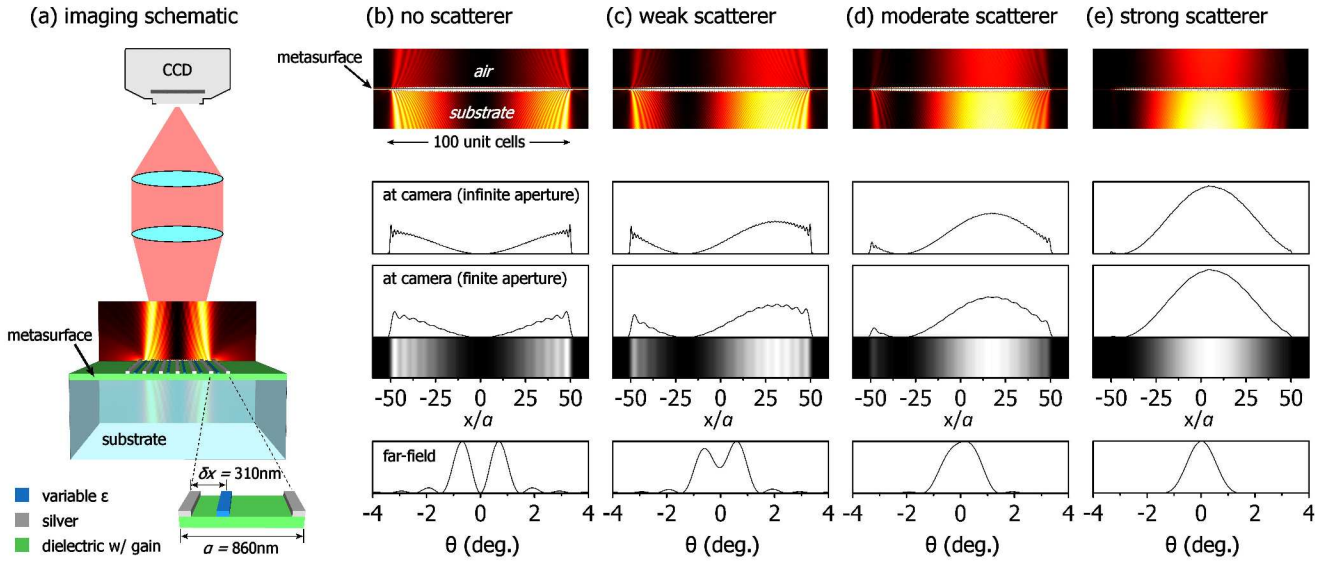 (a) imaging schematic
(b) no scatterer
(c) weak scatterer
(d) moderate scatterer
(e) strong scatterer
CCD
metasurface
substrate
δx = 310nm
a = 860nm
variable ε
silver
dielectric w/ gain
metasurface
air
substrate
100 unit cells
at camera (infinite aperture)
at camera (finite aperture)
-50 -25 0 25 50
x/a
-50 -25 0 25 50
x/a
-50 -25 0 25 50
x/a
-50 -25 0 25 50
x/a
far-field
-4 -2 0 2 4
θ (deg.)
-4 -2 0 2 4
θ (deg.)
-4 -2 0 2 4
θ (deg.)
-4 -2 0 2 4
θ (deg.)